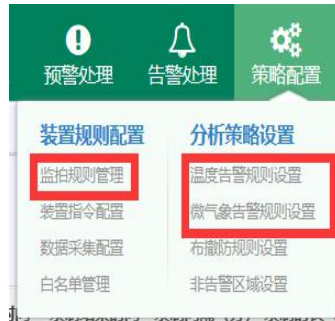 预警处理 告警处理 策略配置
装置规则配置 分析策略设置
监拍规则管理 温度告警规则设置
装置指令配置 微气象告警规则设置
数据采集配置 布撤防规则设置
白名单管理 非告警区域设置